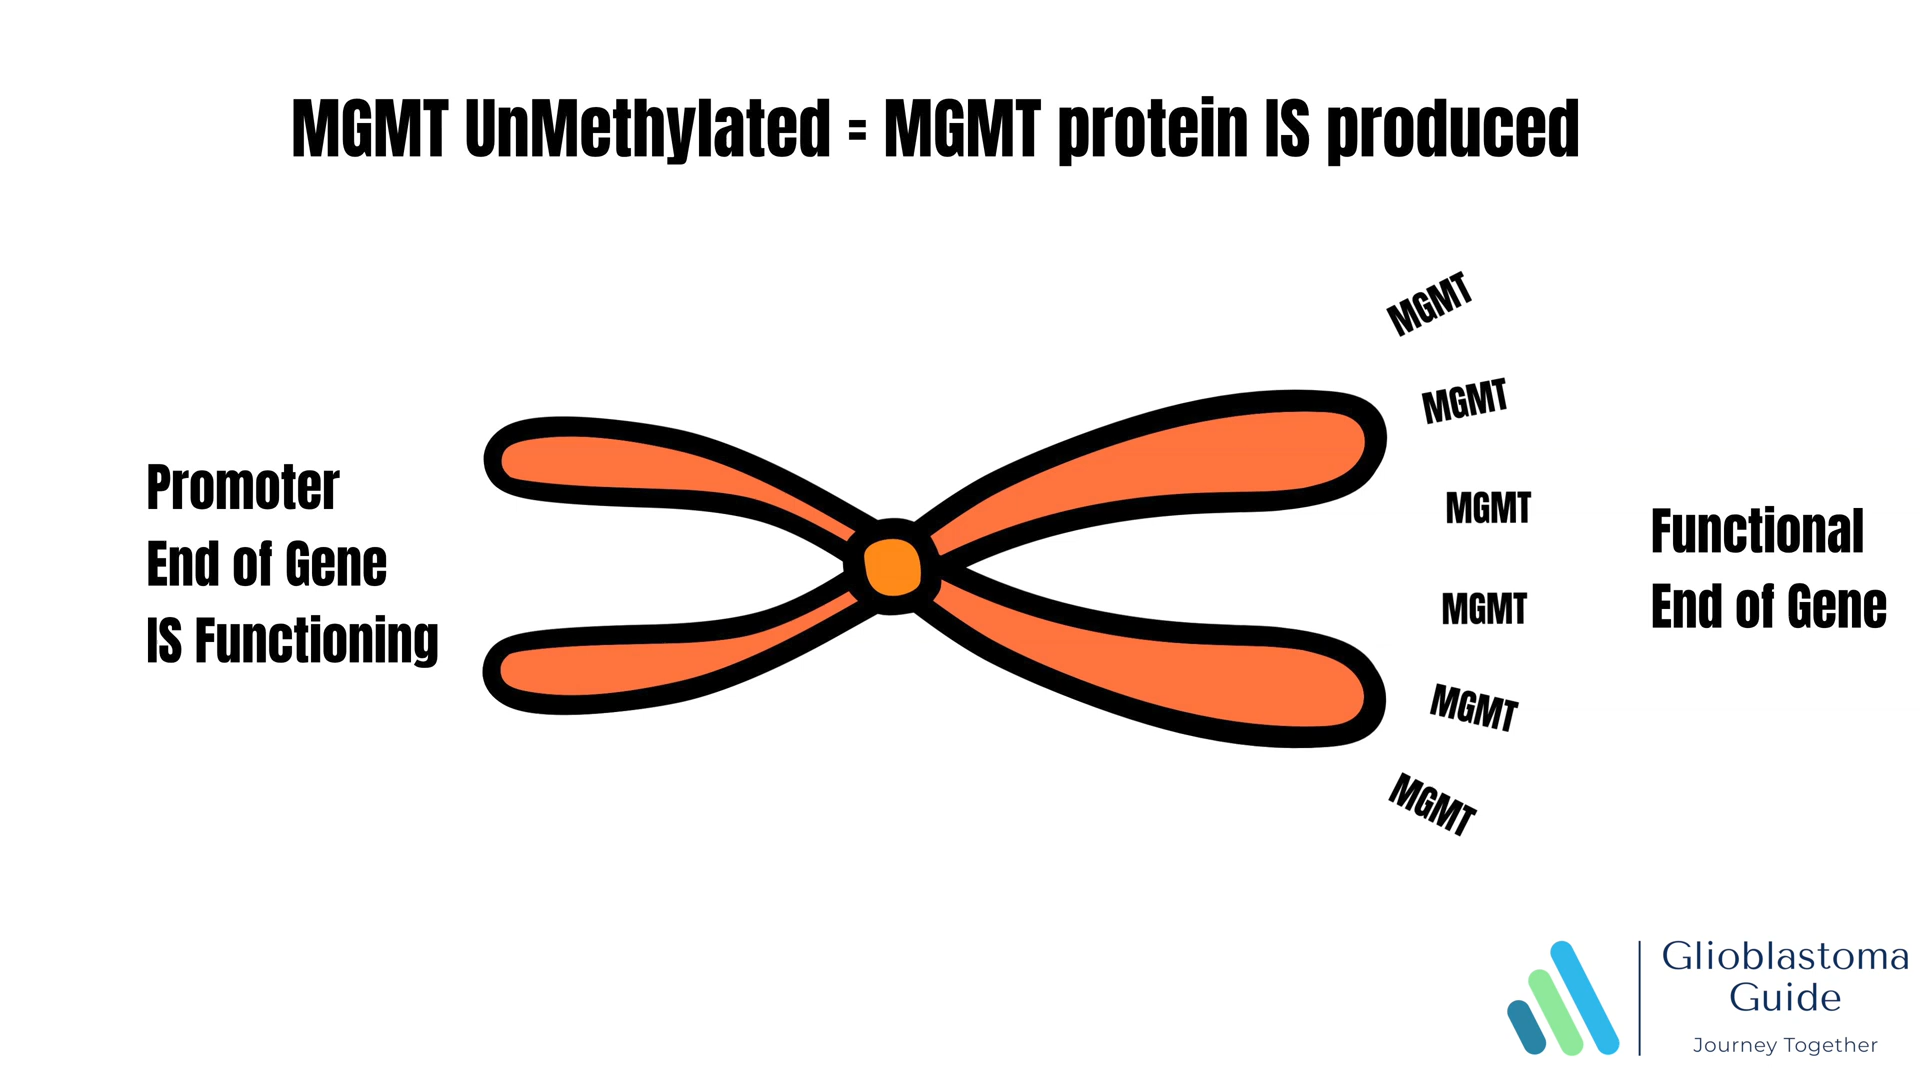 MGMT UnMethylated = MGMT protein IS produced
Promoter
End of Gene
IS Functioning
MGMT
MGMT
MGMT
MGMT
MGMT
MGMT
Functional
End of Gene
Glioblastoma
Guide
Journey Together